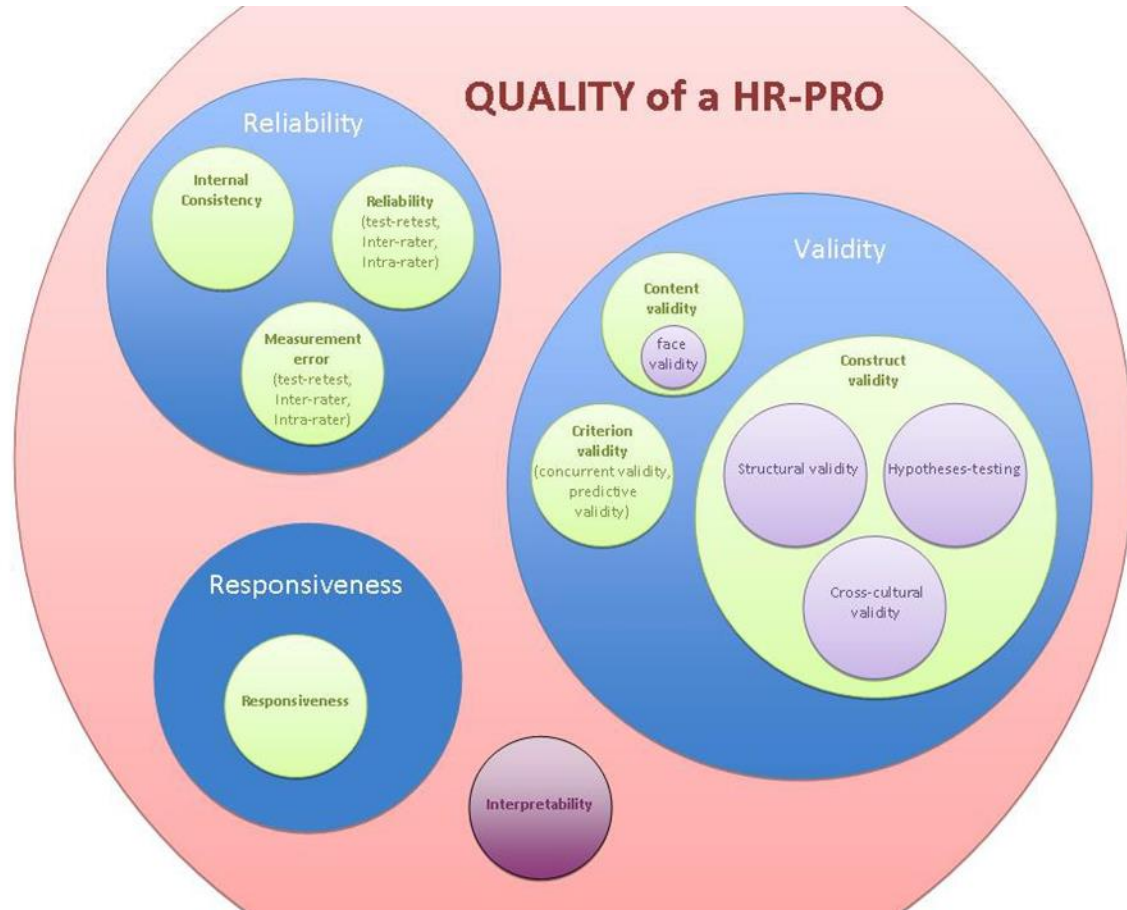 QUALITY of a HR-PRO
Reliability
Internal
Consistency
Reliability
(test-retest,
Inter-rater,
Intra-rater)
Measurement
error
(test-retest,
Inter-rater,
Intra-rater)
Validity
Content
validity
face
validity
Criterion
validity
(concurrent validity,
predictive
validity)
Construct
validity
Structural validity
Hypotheses-testing
Cross-cultural
validity
Responsiveness
Responsiveness
Interpretability